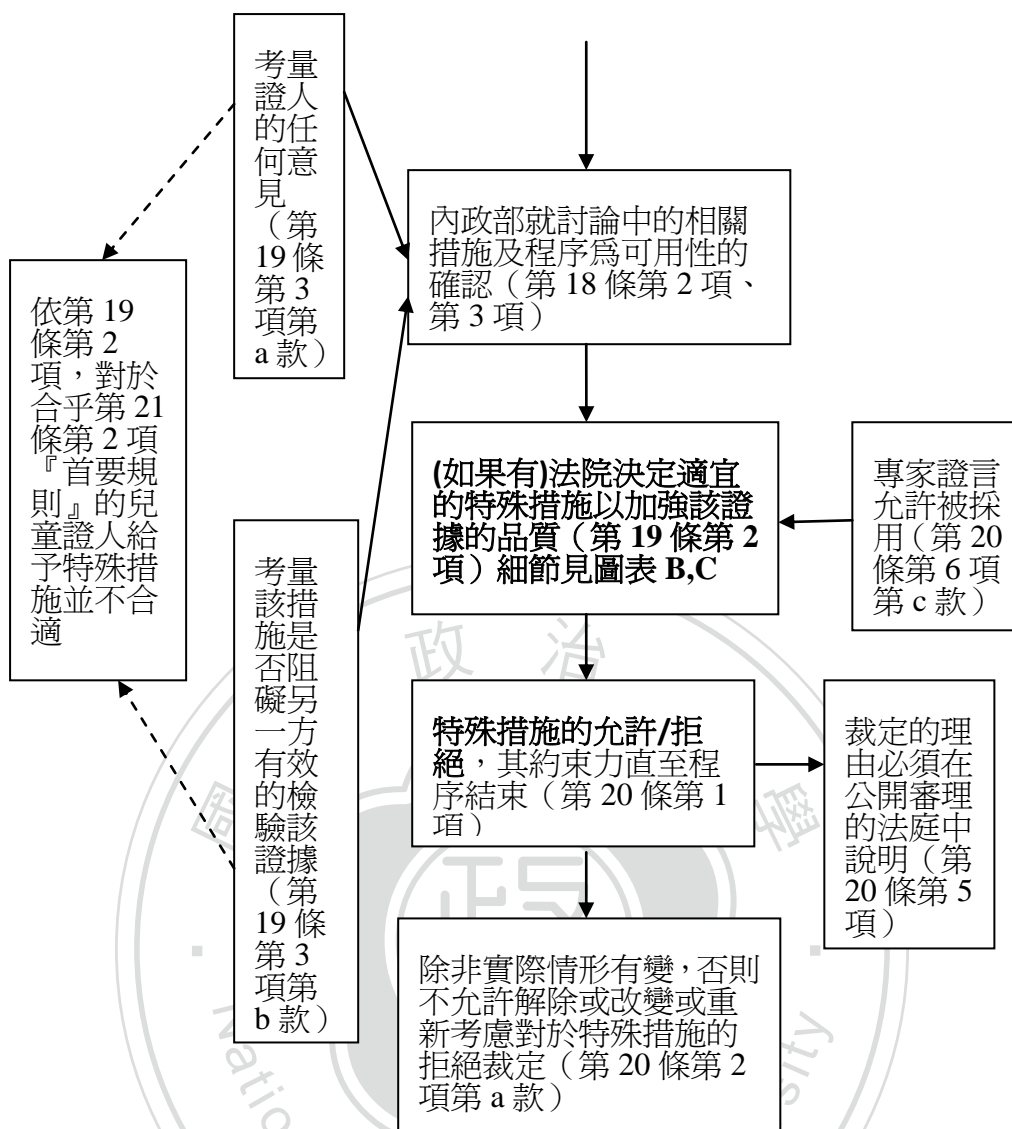 考量
證人
的任
何意
見
（第
19 條
第 3
項第
a 款）
內政部就討論中的相關
措施及程序為可用性的
確認（第 18 條第 2 項、
第 3 項）
依第 19
條第 2
項，對於
合乎第 21
條第 2 項
『首要規
則』的兒
童證人給
予特殊措
施並不合
適
(如果有)法院決定適宜
的特殊措施以加強該證
據的品質（第 19 條第 2
項）細節見圖表 B,C
專家證言
允許被採
用（第 20
條第 6 項
第 c 款）
考量
該措
施是
否阻
礙另
一方
有效
的檢
驗該
證據
（第
19 條
第 3
項第
b 款）
特殊措施的允許/拒
絕，其約束力直至程
序結束（第 20 條第 1
項）
裁定的理
由必須在
公開審理
的法庭中
說明（第
20 條第 5
項）
除非實際情形有變，否則
不允許解除或改變或重
新考慮對於特殊措施的
拒絕裁定（第 20 條第 2
項第 a 款）
政 治
學
Natio
sity